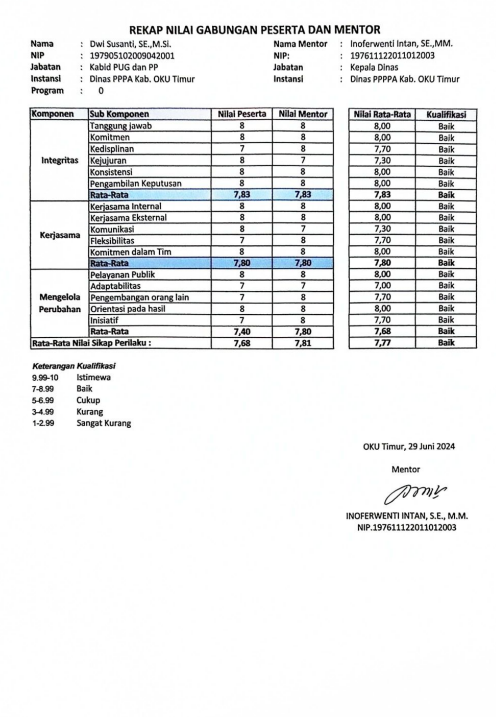 REKAP NILAI GABUNGAN PESERTA DAN MENTOR
Nama : Dwi Susanti, SE.,M.Si. Nama Mentor : Inoferwenti Intan, SE.,MM.
NIP : 197905102009042001 NIP: : 197611122011012003
Jabatan : Kabid PUG dan PP Jabatan : Kepala Dinas
Instansi : Dinas PPPA Kab. OKU Timur Instansi : Dinas PPPPA Kab. OKU Timur
Program : 0
Komponen Sub Komponen Nilai Peserta Nilai Mentor Nilai Rata-Rata Kualifikasi
Tanggung jawab 8 8 8,00 Baik
Komitmen 8 8 8,00 Baik
Kedisplinan 7 8 7,70 Baik
Integritas Kejujuran 8 7 7,30 Baik
Konsistensi 8 8 8,00 Baik
Pengambilan Keputusan 8 8 8,00 Baik
Rata-Rata 7,83 7,83 7,83 Baik
Kerjasama Internal 8 8 8,00 Baik
Kerjasama Eksternal 8 8 8,00 Baik
Kerjasama Komunikasi 8 7 7,30 Baik
Fleksibilitas 7 8 7,70 Baik
Komitmen dalam Tim 8 8 8,00 Baik
Rata-Rata 7,80 7,80 7,80 Baik
Pelayanan Publik 8 8 8,00 Baik
Adaptabilitas 7 7 7,00 Baik
Mengelola Perubahan Pengembangan orang lain 7 8 7,70 Baik
Orientasi pada hasil 8 8 8,00 Baik
Inisiatif 7 8 7,70 Baik
Rata-Rata 7,40 7,80 7,68 Baik
Rata-Rata Nilai Sikap Perilaku : 7,68 7,81 7,77 Baik
Keterangan Kualifikasi
9.99-10 Istimewa
7-8.99 Baik
5-6.99 Cukup
3-4.99 Kurang
1-2.99 Sangat Kurang
OKU Timur, 29 Juni 2024
Mentor
INOFERWENTI INTAN, S.E., M.M.
NIP.197611122011012003